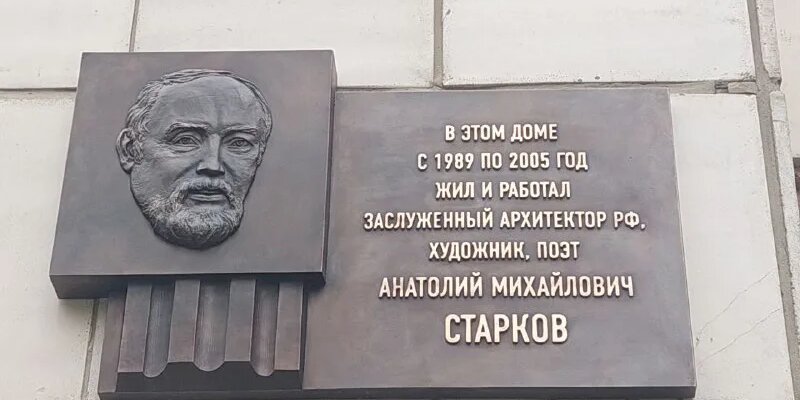 В ЭТОМ ДОМЕ
С 1989 ПО 2005 ГОД
ЖИЛ И РАБОТАЛ
ЗАСЛУЖЕННЫЙ АРХИТЕКТОР РФ,
ХУДОЖНИК, ПОЭТ
АНАТОЛИЙ МИХАЙЛОВИЧ
СТАРКОВ